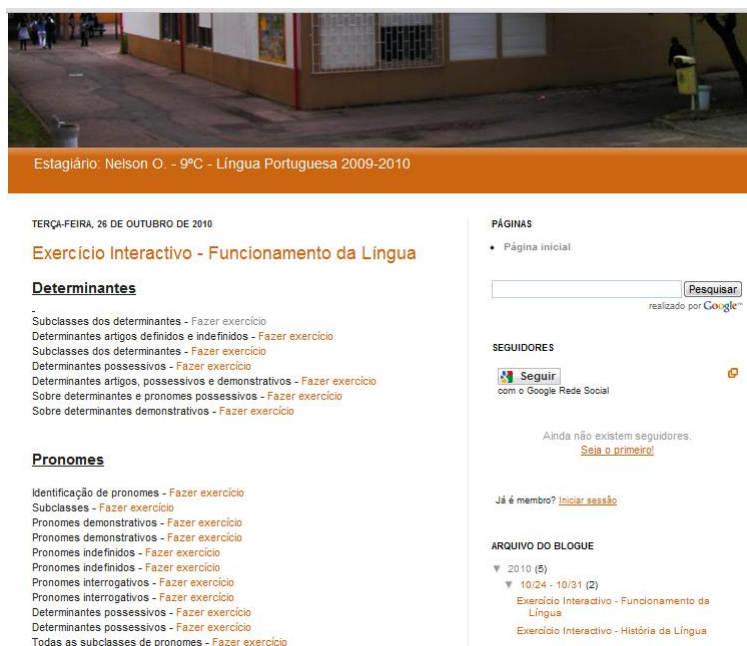 Estagiário: Nelson O. - 9ºC - Língua Portuguesa 2009-2010
TERÇA-FEIRA, 26 DE OUTUBRO DE 2010
Exercício Interactivo - Funcionamento da Língua
Determinantes
Subclasses dos determinantes - Fazer exercício
Determinantes artigos definidos e indefinidos - Fazer exercício
Subclasses dos determinantes - Fazer exercício
Determinantes possessivos - Fazer exercício
Determinantes artigos, possessivos e demonstrativos - Fazer exercício
Sobre determinantes e pronomes possessivos - Fazer exercício
Sobre determinantes demonstrativos - Fazer exercício
Pronomes
Identificação de pronomes - Fazer exercício
Subclasses - Fazer exercício
Pronomes demonstrativos - Fazer exercício
Pronomes demonstrativos - Fazer exercício
Pronomes indefinidos - Fazer exercício
Pronomes indefinidos - Fazer exercício
Pronomes interrogativos - Fazer exercício
Pronomes interrogativos - Fazer exercício
Determinantes possessivos - Fazer exercício
Determinantes possessivos - Fazer exercício
Todas as subclasses de pronomes - Fazer exercício
PÁGINAS
Página inicial
Pesquisar
realizado por Google™
SEGUIDORES
Seguir
com o Google Rede Social
Ainda não existem seguidores.
Seja o primeiro!
Já é membro? Iniciar sessão
ARQUIVO DO BLOGUE
▼ 2010 (5)
▼ 10/24 - 10/31 (2)
Exercício Interactivo - Funcionamento da
Língua
Exercício Interactivo - História da Língua